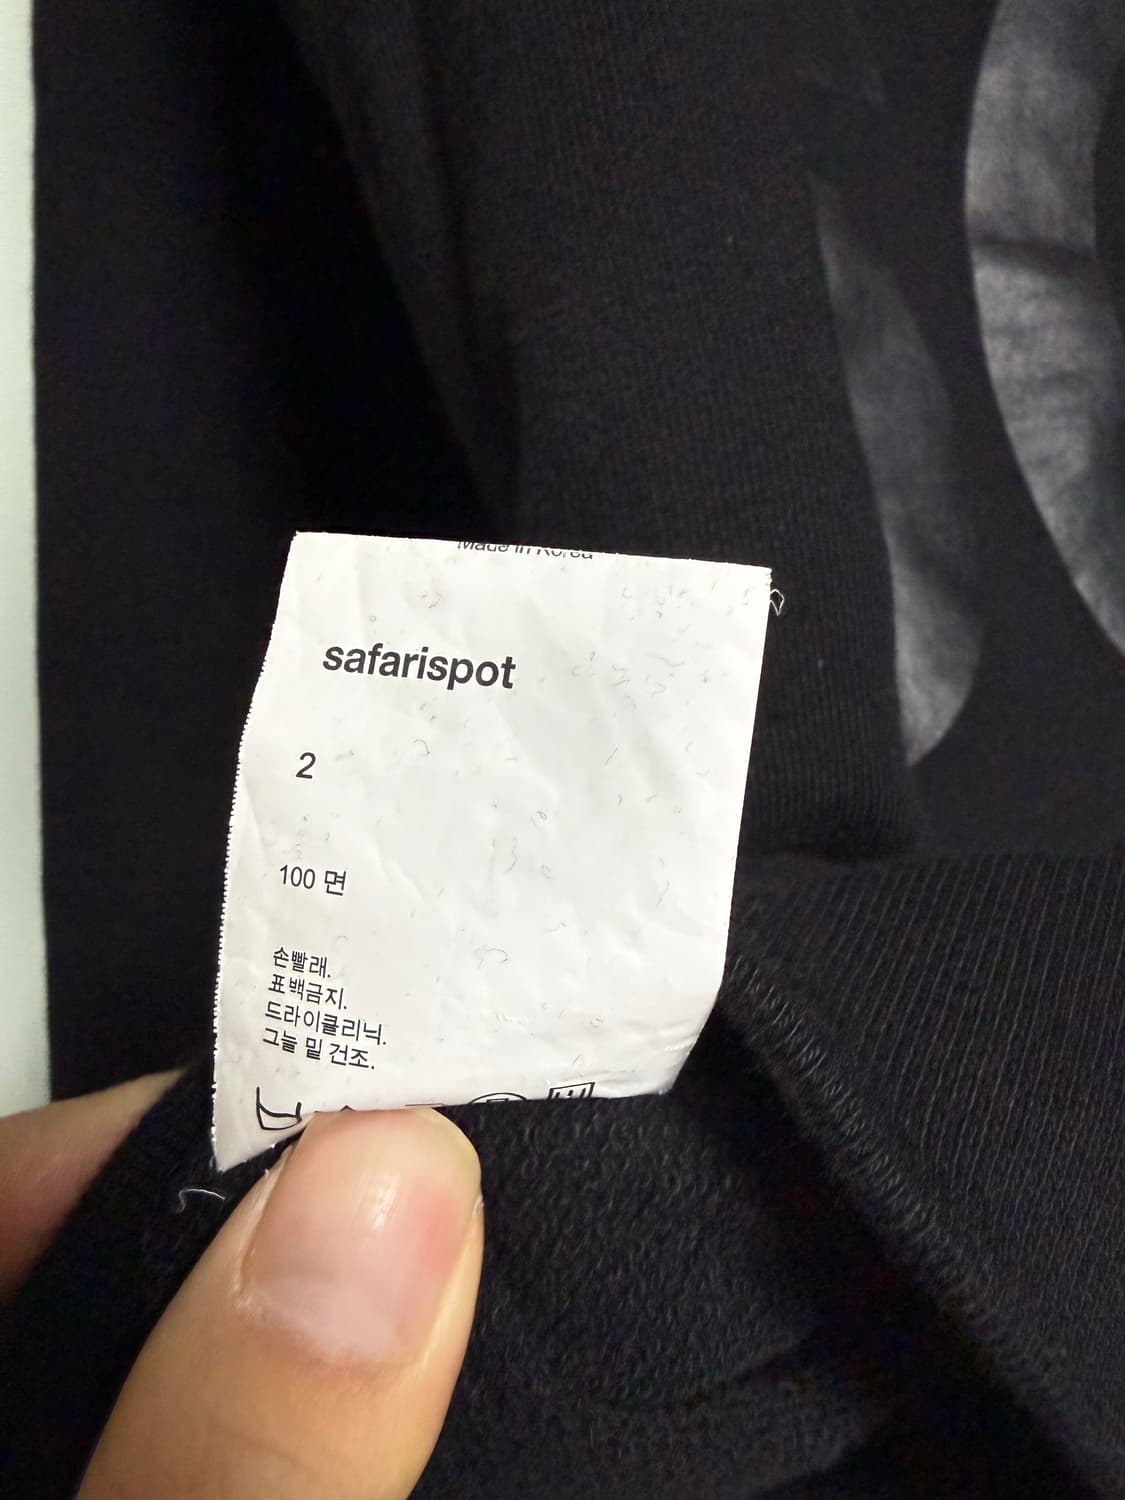 Made in Korea
safarispot
2
100 면
손빨래.
표백금지.
드라이클리닉.
그늘 밑 건조.